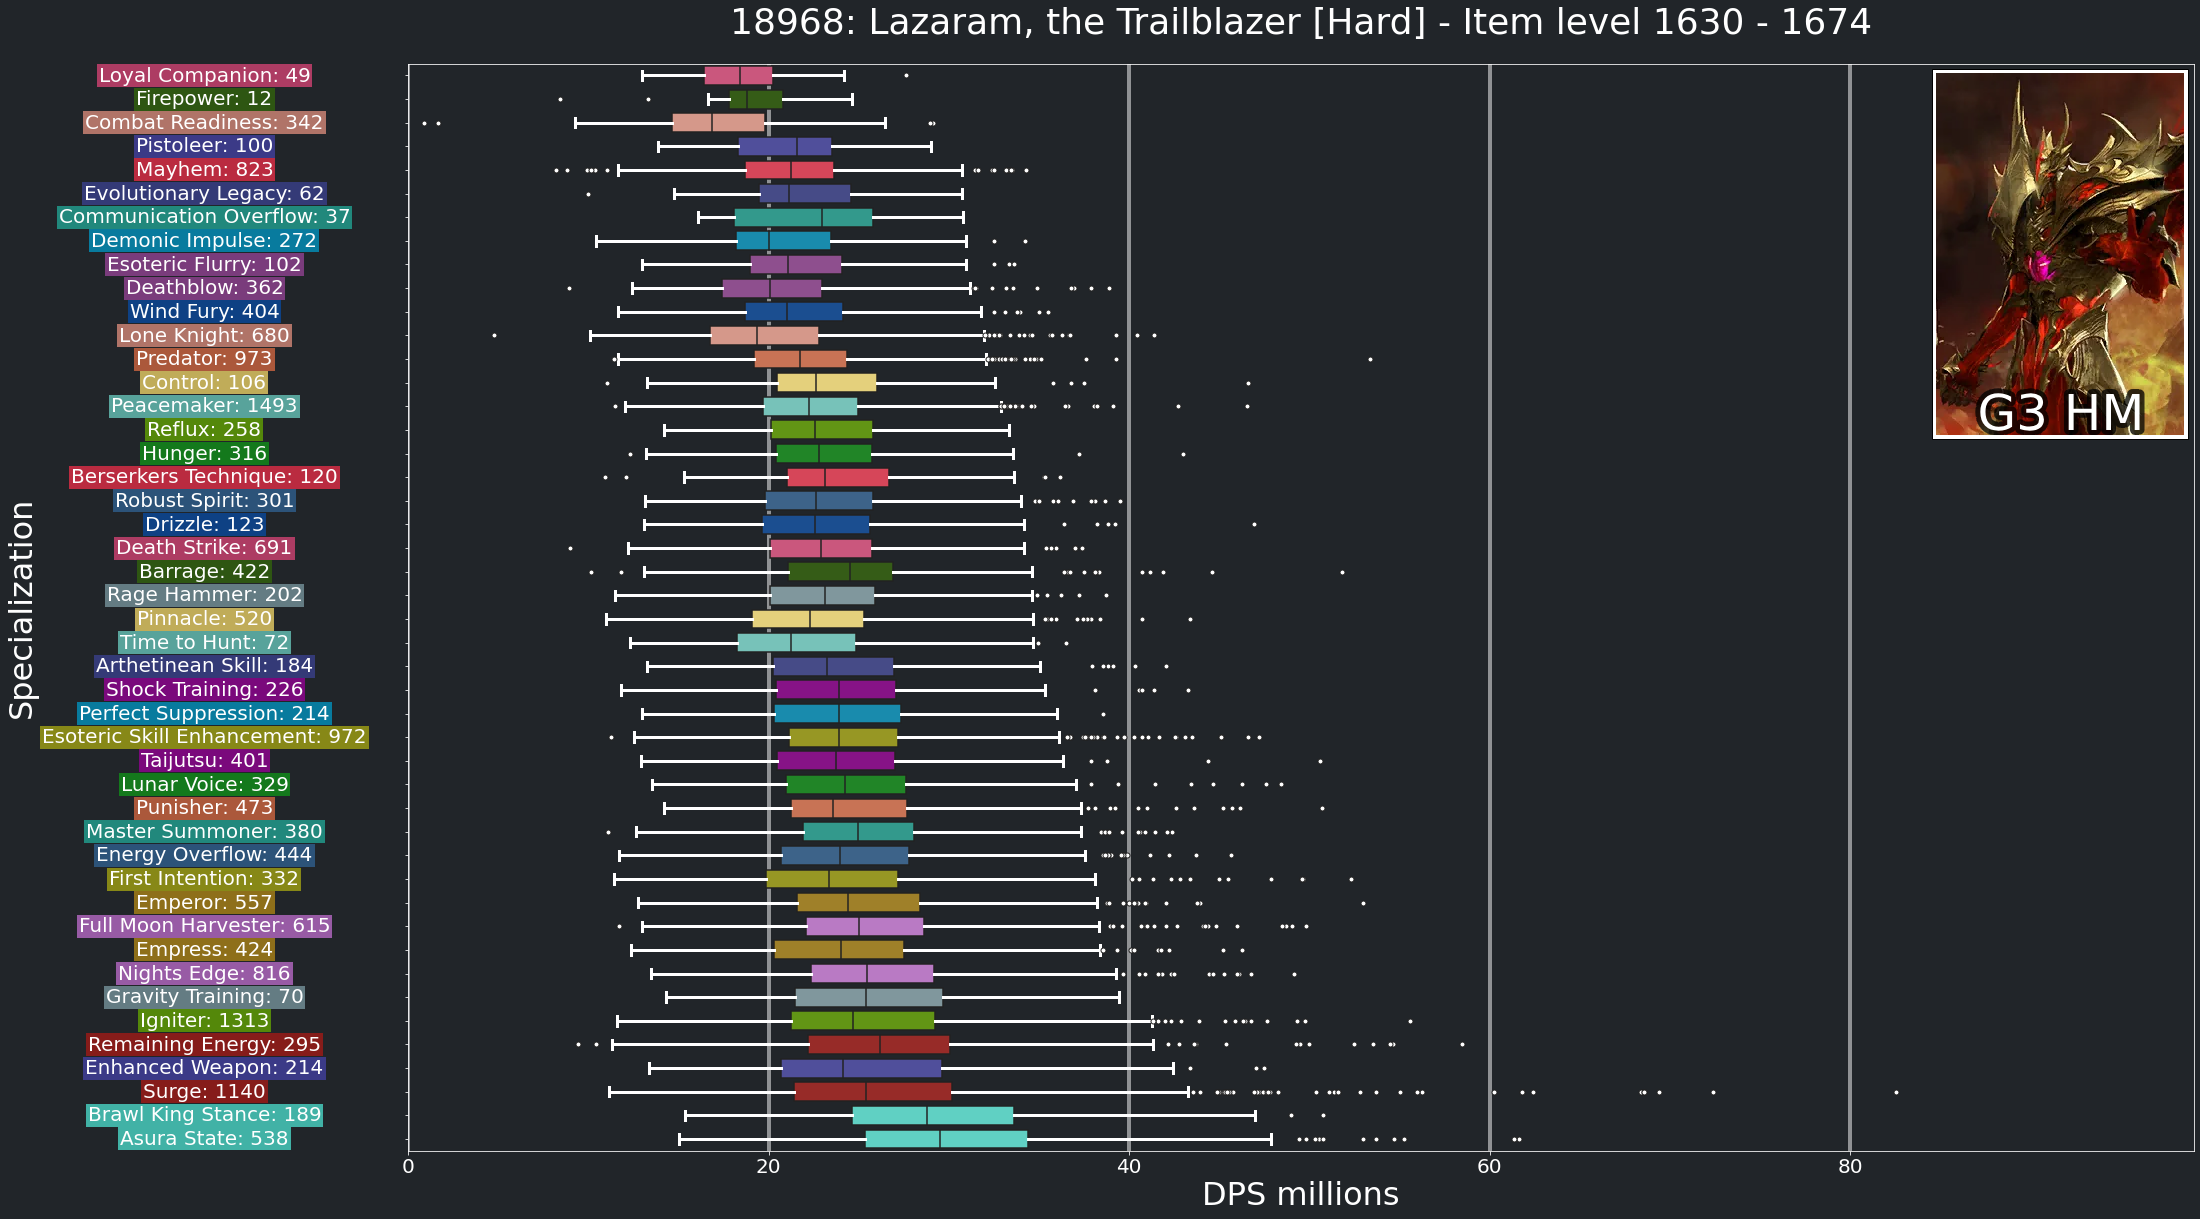 18968: Lazaram, the Trailblazer [Hard] - Item level 1630 - 1674
Loyal Companion: 49
Firepower: 12
Combat Readiness: 342
Pistoleer: 100
Mayhem: 823
Evolutionary Legacy: 62
Communication Overflow: 37
Demonic Impulse: 272
Esoteric Flurry: 102
Deathblow: 362
Wind Fury: 404
Lone Knight: 680
Predator: 973
Control: 106
Peacemaker: 1493
Reflux: 258
Hunger: 316
Berserkers Technique: 120
Robust Spirit: 301
Drizzle: 123
Death Strike: 691
Barrage: 422
Rage Hammer: 202
Pinnacle: 520
Time to Hunt: 72
Arthetinean Skill: 184
Shock Training: 226
Perfect Suppression: 214
Esoteric Skill Enhancement: 972
Taijutsu: 401
Lunar Voice: 329
Punisher: 473
Master Summoner: 380
Energy Overflow: 444
First Intention: 332
Emperor: 557
Full Moon Harvester: 615
Empress: 424
Nights Edge: 816
Gravity Training: 70
Igniter: 1313
Remaining Energy: 295
Enhanced Weapon: 214
Surge: 1140
Brawl King Stance: 189
Asura State: 538
Specialization
G3 HM
0 20 40 60 80
DPS millions